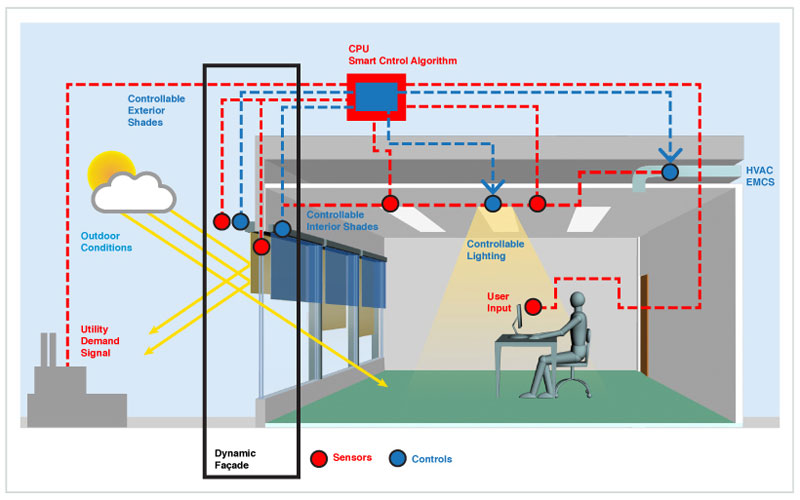 CPU
Smart Cntrol Algorithm
Controllable
Exterior
Shades
HVAC
EMCS
Controllable
Interior Shades
Outdoor
Conditions
Controllable
Lighting
User
Input
Utility
Demand
Signal
Dynamic
Façade
Sensors
Controls